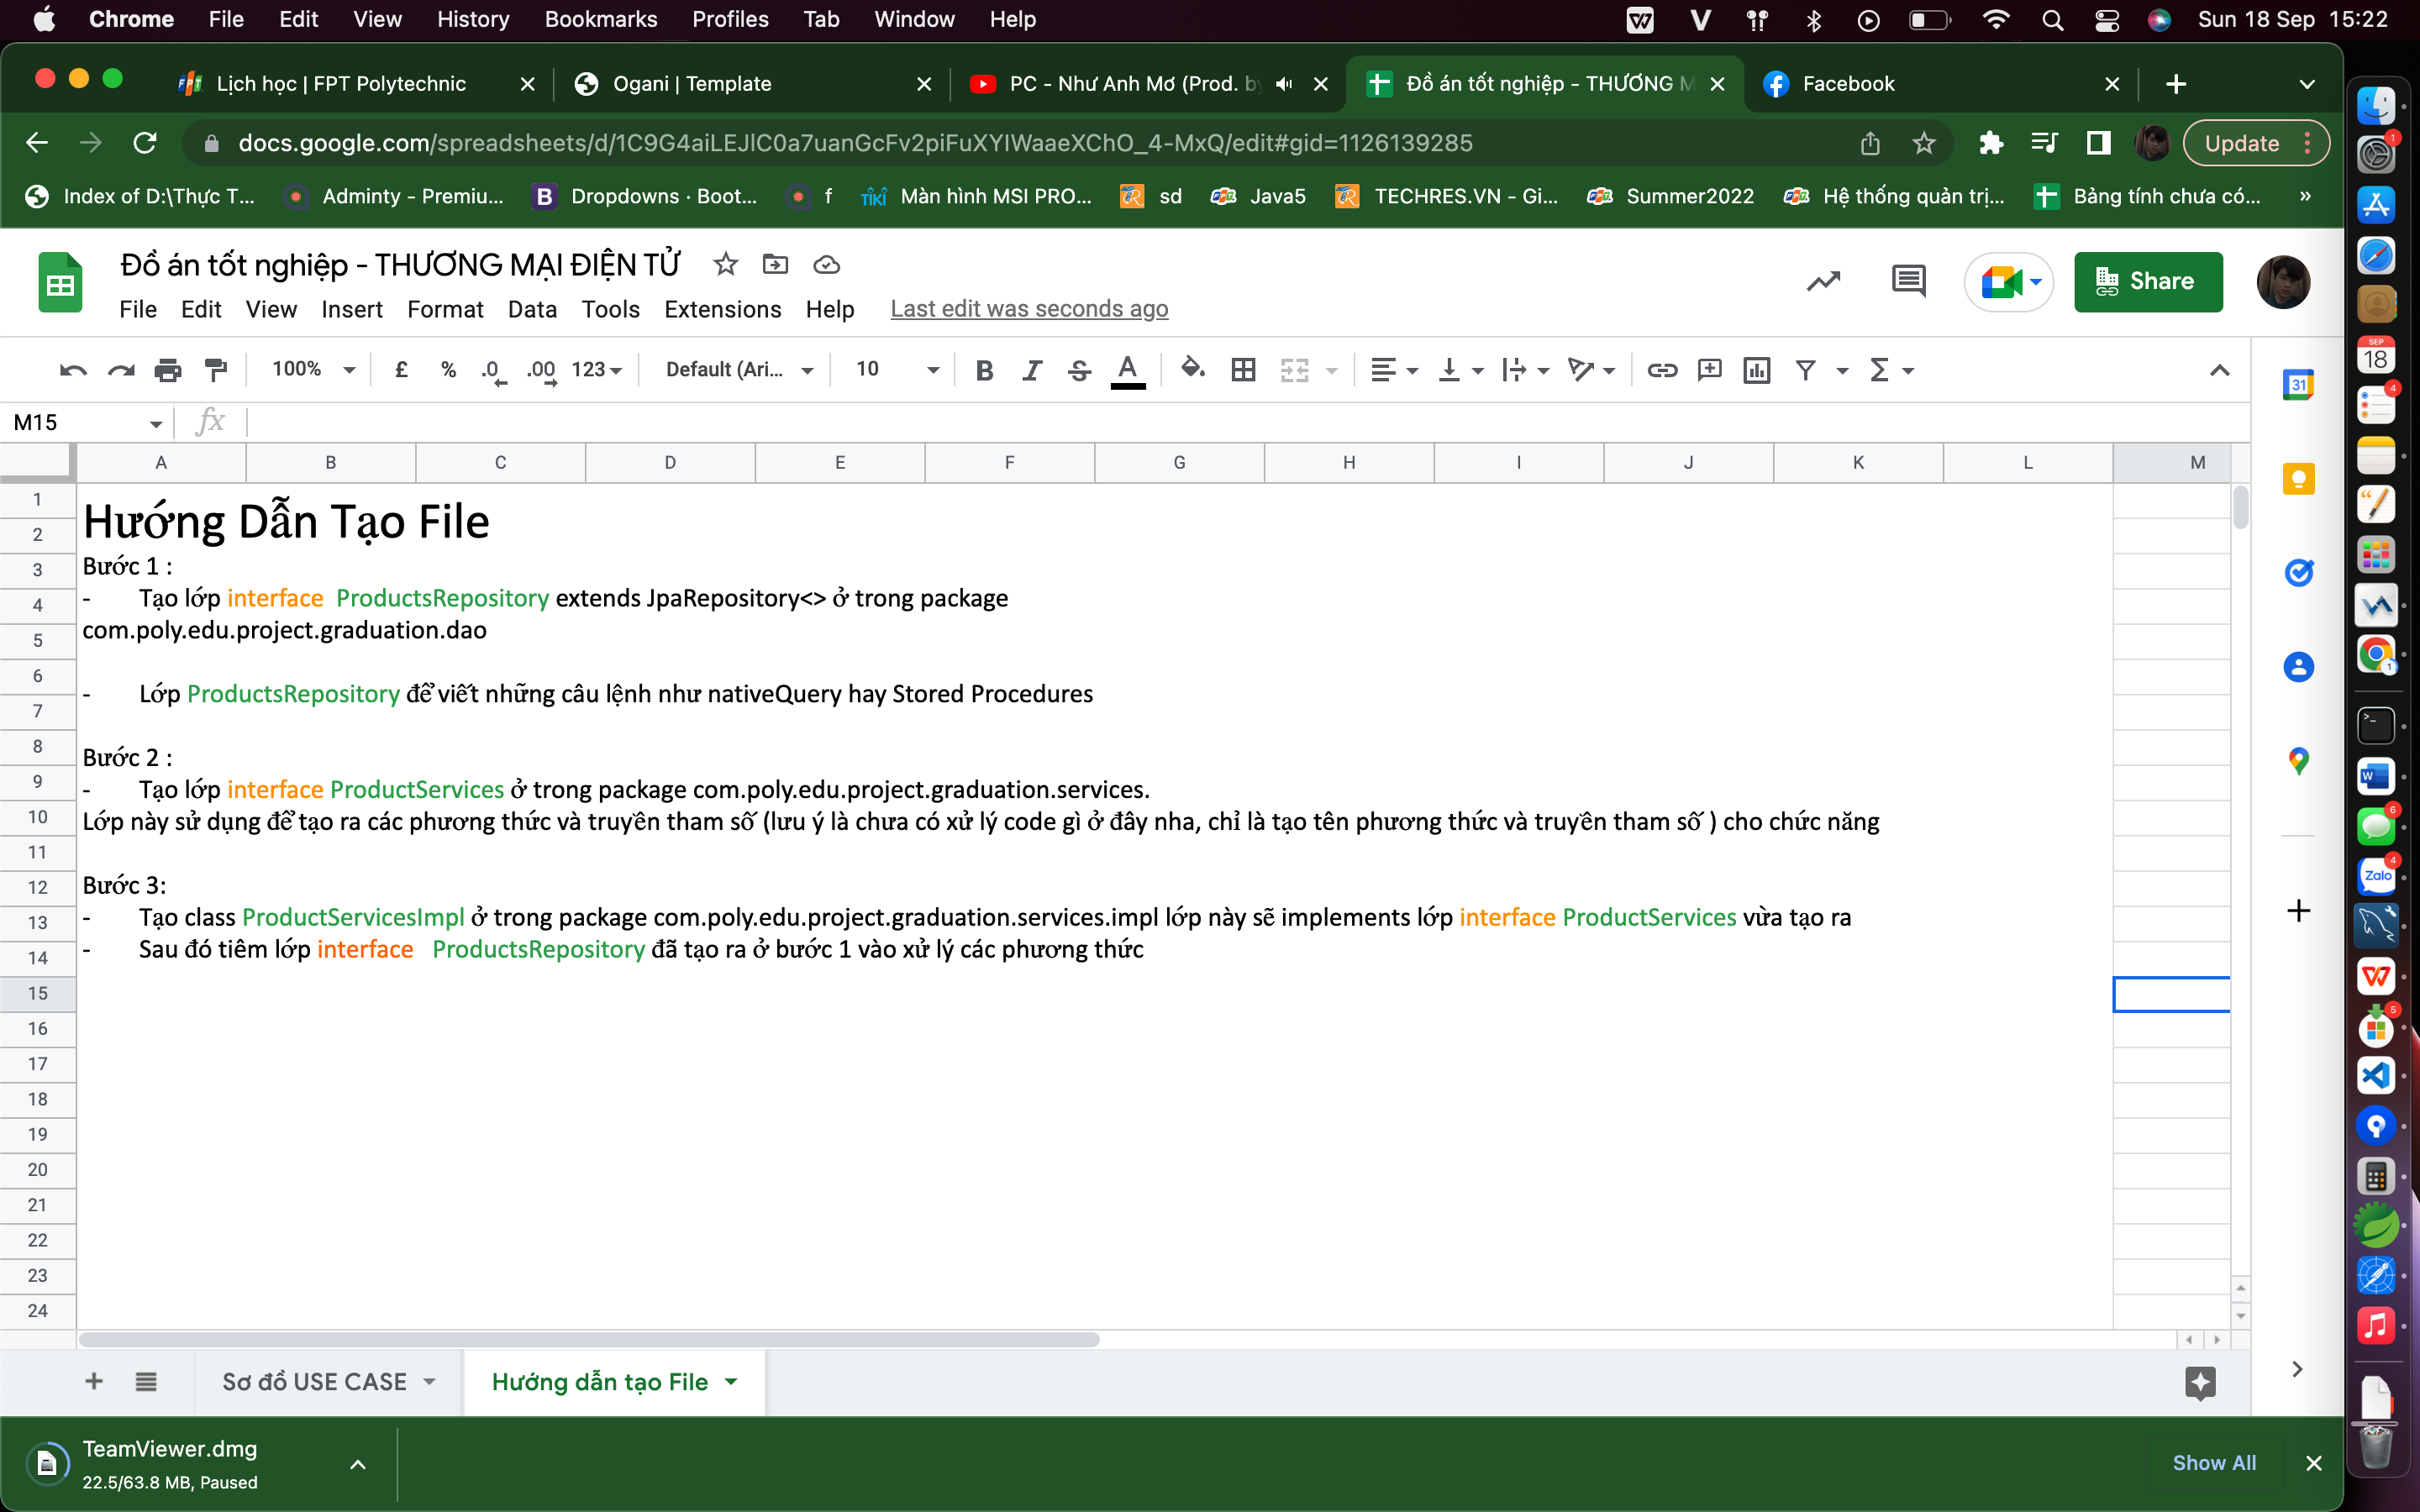 Chrome File Edit View History Bookmarks Profiles Tab Window Help Sun 18 Sep 15:22
Lịch học | FPT Polytechnic Ogani | Template PC - Như Anh Mơ (Prod. by Đồ án tốt nghiệp - THƯƠNG M Facebook
docs.google.com/spreadsheets/d/1C9G4aiLEJlC0a7uanGcFv2piFuXYIWaaeXChO_4-MxQ/edit#gid=1126139285 Update
Index of D:\Thực T... Adminty - Premiu... Dropdowns · Boot... f Màn hình MSI PRO... sd Java5 TECHRES.VN - Gi... Summer2022 Hệ thống quản trị... Bảng tính chưa có... »
Đồ án tốt nghiệp - THƯƠNG MẠI ĐIỆN TỬ
File Edit View Insert Format Data Tools Extensions Help Last edit was seconds ago
Share
100% £ % .0 .00 123 Default (Ari... 10 B I S A
31
M15 fx
A B C D E F G H I J K L M
1
2 Hướng Dẫn Tạo File
3 Bước 1 :
4 - Tạo lớp interface ProductsRepository extends JpaRepository<> ở trong package
5 com.poly.edu.project.graduation.dao
6
7 - Lớp ProductsRepository để viết những câu lệnh như nativeQuery hay Stored Procedures
8 Bước 2 :
9 - Tạo lớp interface ProductServices ở trong package com.poly.edu.project.graduation.services.
10 Lớp này sử dụng để tạo ra các phương thức và truyền tham số (lưu ý là chưa có xử lý code gì ở đây nha, chỉ là tạo tên phương thức và truyền tham số ) cho chức năng
11
12 Bước 3:
13 - Tạo class ProductServicesImpl ở trong package com.poly.edu.project.graduation.services.impl lớp này sẽ implements lớp interface ProductServices vừa tạo ra
14 - Sau đó tiêm lớp interface ProductsRepository đã tạo ra ở bước 1 vào xử lý các phương thức
15
16
17
18
19
20
21
22
23
24
Sơ đồ USE CASE Hướng dẫn tạo File
TeamViewer.dmg
22.5/63.8 MB, Paused
Show All
1
SEP
18
4
1
6
4
Zalo
5